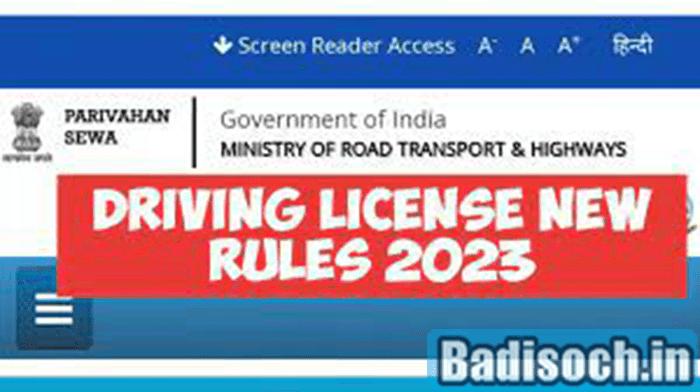 Screen Reader Access A- A A+ हिन्दी
PARIVAHAN
SEWA
Government of India
MINISTRY OF ROAD TRANSPORT & HIGHWAYS
DRIVING LICENSE NEW
RULES 2023
Badisoch.in